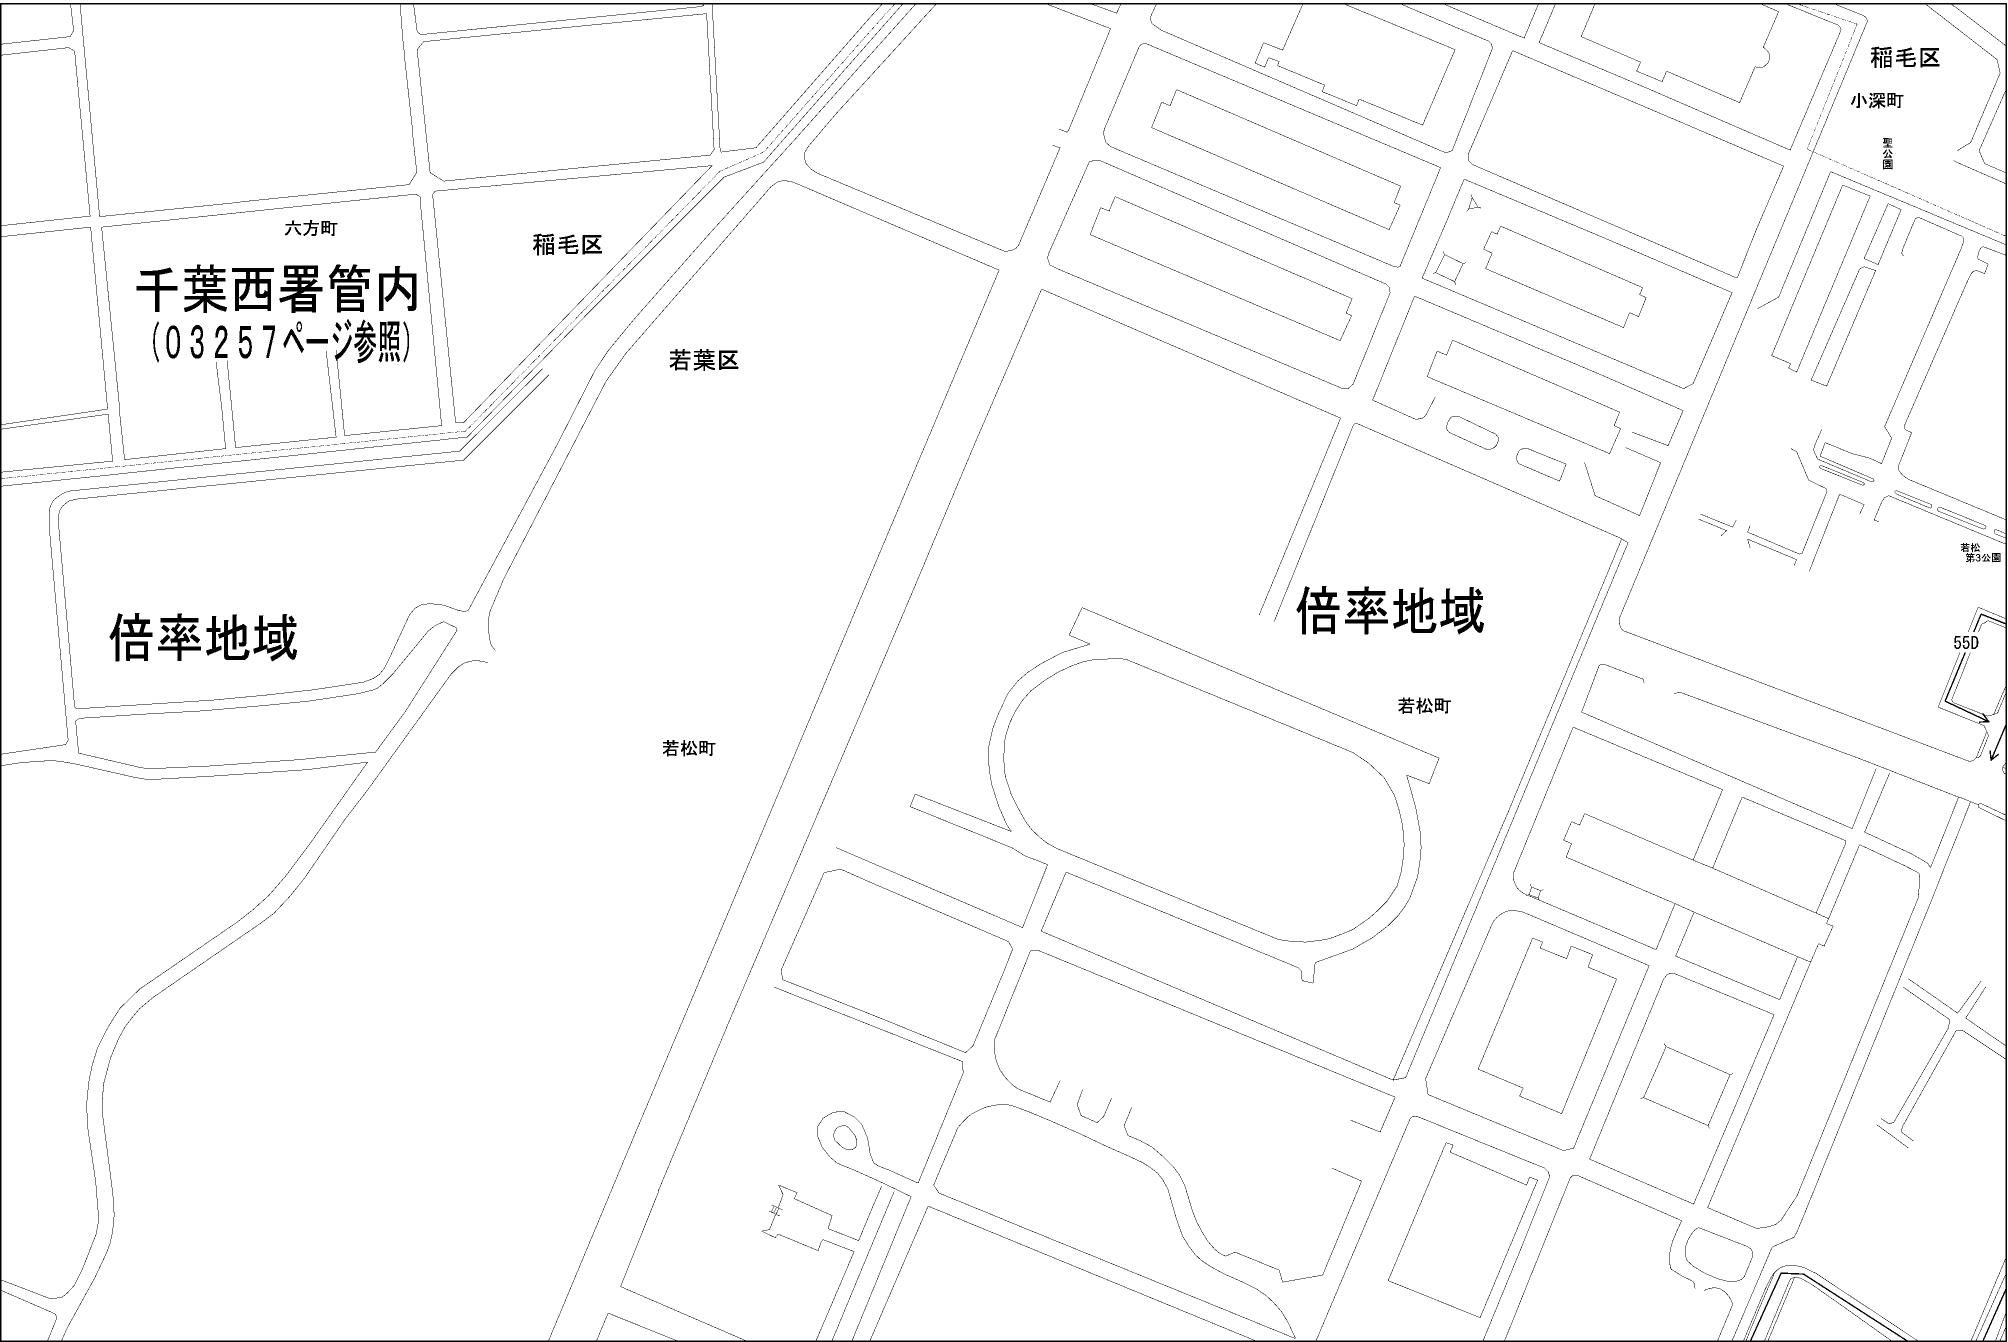 稲毛区
小深町
聖公園
六方町
稲毛区
千葉西署管内
(03257ページ参照)
若葉区
若松
第3公園
倍率地域
倍率地域
55D
若松町
若松町